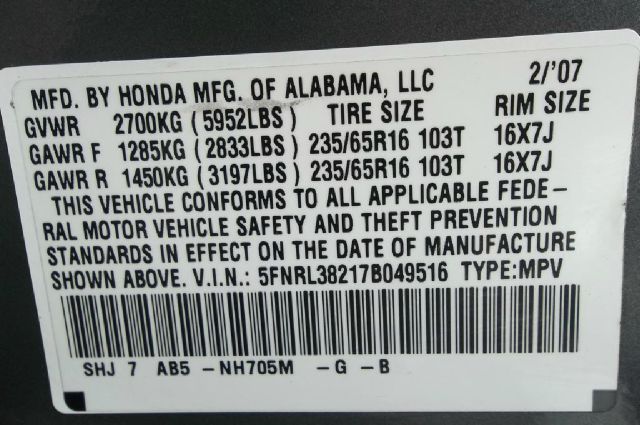 MFD. BY HONDA MFG. OF ALABAMA, LLC 2/'07
GVWR 2700KG (5952LBS) TIRE SIZE RIM SIZE
GAWR F 1285KG (2833LBS) 235/65R16 103T 16X7J
GAWR R 1450KG (3197LBS) 235/65R16 103T 16X7J
THIS VEHICLE CONFORMS TO ALL APPLICABLE FEDE-
RAL MOTOR VEHICLE SAFETY AND THEFT PREVENTION
STANDARDS IN EFFECT ON THE DATE OF MANUFACTURE
SHOWN ABOVE. V.I.N.: 5FNRL38217B049516 TYPE:MPV
SHJ 7 AB5 -NH705M -G -B